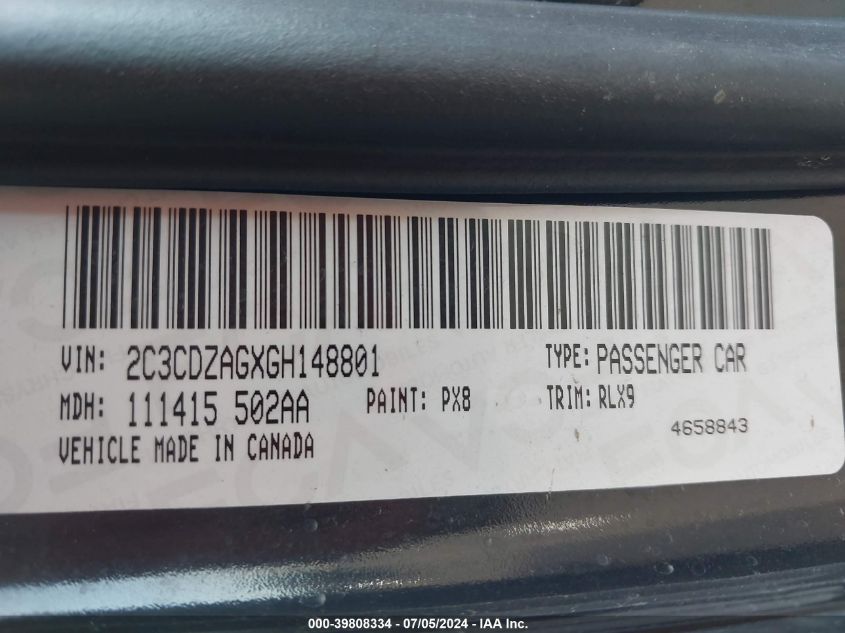 VIN: 2C3CDZAGXGH148801 TYPE: PASSENGER CAR
MDH: 111415 502AA PAINT: PX8 TRIM: RLX9
4658843
VEHICLE MADE IN CANADA
000-39808334 - 07/05/2024 - IAA Inc.